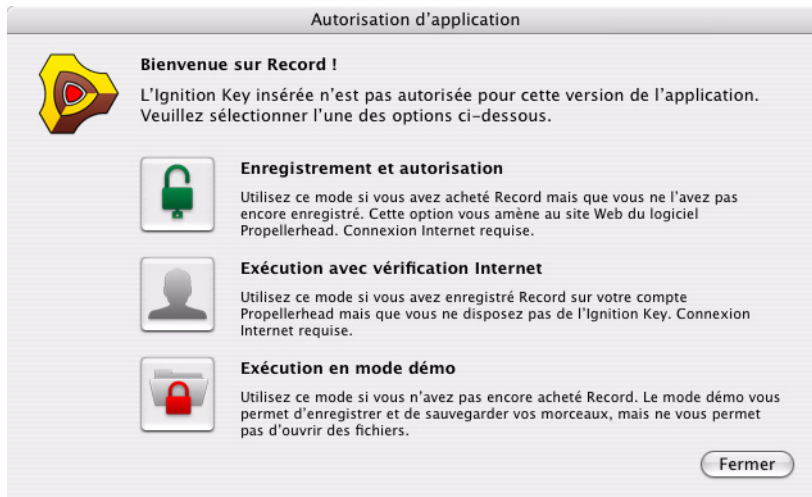 Autorisation d'application
Bienvenue sur Record !
L'Ignition Key insérée n'est pas autorisée pour cette version de l'application.
Veuillez sélectionner l'une des options ci-dessous.
Enregistrement et autorisation
Utilisez ce mode si vous avez acheté Record mais que vous ne l'avez pas
encore enregistré. Cette option vous amène au site Web du logiciel
Propellerhead. Connexion Internet requise.
Exécution avec vérification Internet
Utilisez ce mode si vous avez enregistré Record sur votre compte
Propellerhead mais que vous ne disposez pas de l'Ignition Key. Connexion
Internet requise.
Exécution en mode démo
Utilisez ce mode si vous n'avez pas encore acheté Record. Le mode démo vous
permet d'enregistrer et de sauvegarder vos morceaux, mais ne vous permet
pas d'ouvrir des fichiers.
Fermer